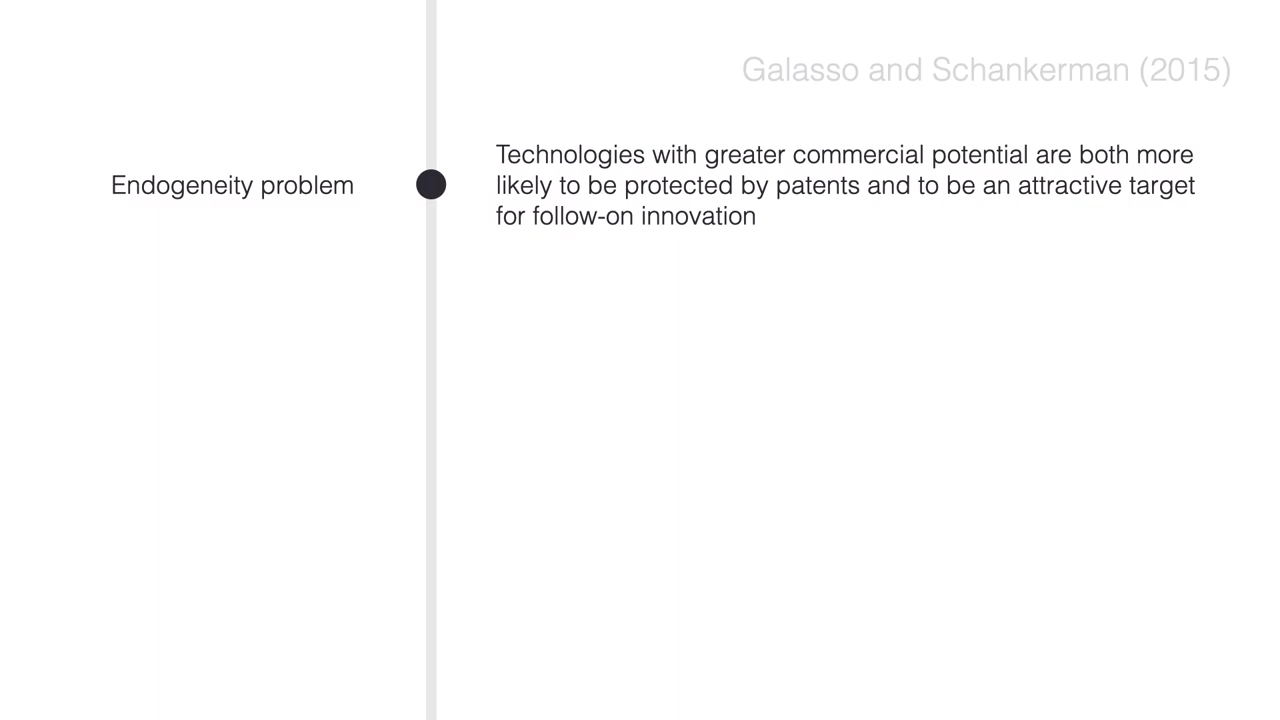 Galasso and Schankerman (2015)
Endogeneity problem
Technologies with greater commercial potential are both more
likely to be protected by patents and to be an attractive target
for follow-on innovation